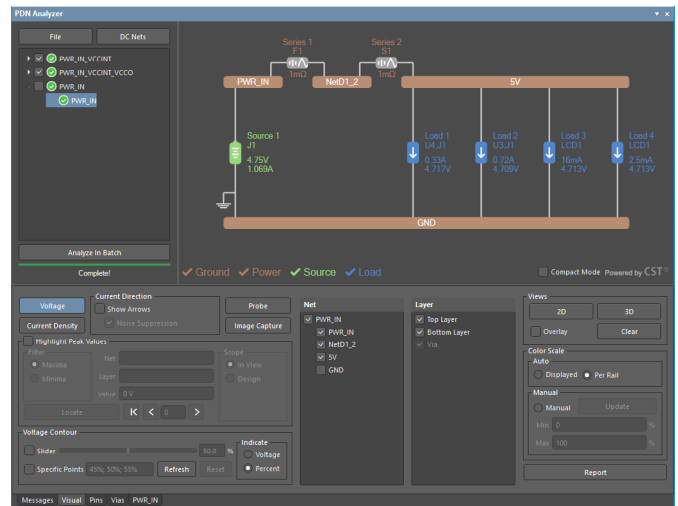 PDN Analyzer
File
DC Nets
PWR_IN_VCCINT
PWR_IN_VCCINT_VCCO
PWR_IN
PWR_IN
Analyze In Batch
Complete!
Series 1
F1
1mΩ
Series 2
S1
1mΩ
PWR_IN
NetD1_2
5V
Source 1
J1
4.75V
1.069A
Load 1
U4,J1
0.33A
4.717V
Load 2
U3,J1
0.72A
4.709V
Load 3
LCD1
16mA
4.713V
Load 4
LCD1
2.5mA
4.713V
GND
Ground
Power
Source
Load
Compact Mode
Powered by CST®
Voltage
Current Density
Current Direction
Show Arrows
Noise Suppression
Probe
Image Capture
Highlight Peak Values
Filter
Maxima
Minima
Net
Layer
Value
0 V
Scope
In View
Design
Locate
K
<
0
>
Voltage Contour
Slider
50.0
%
Specific Points
45%; 50%; 55%
Refresh
Reset
Indicate
Voltage
Percent
Net
PWR_IN
PWR_IN
NetD1_2
5V
GND
Layer
Top Layer
Bottom Layer
Via
Views
2D
3D
Overlay
Clear
Color Scale
Auto
Displayed
Per Rail
Manual
Manual
Update
Min
0
%
Max
100
%
Report
Messages
Visual
Pins
Vias
PWR_IN